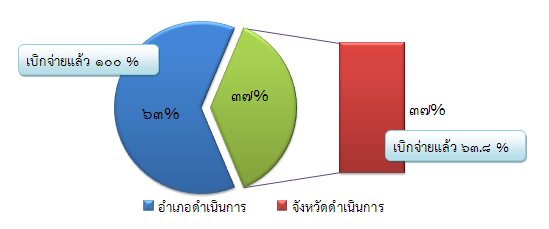 เบิกจ่ายแล้ว ๑๐๐ %
๖๓%
๓๗%
๓๗%
เบิกจ่ายแล้ว ๖๓.๘ %
อำเภอดำเนินการ
จังหวัดดำเนินการ